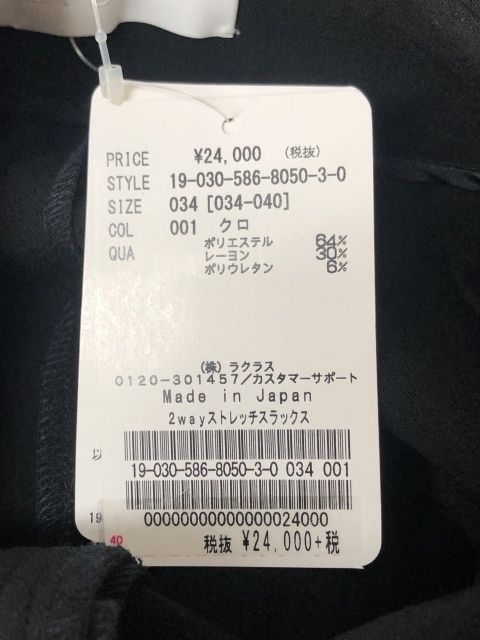 PRICE ¥24,000 (税抜)
STYLE 19-030-586-8050-3-0
SIZE 034 [034-040]
COL 001 クロ
QUA ポリエステル 64%
レーヨン 30%
ポリウレタン 6%
(株)ラクラス
0120-301457/カスタマーサポート
Made in Japan
2wayストレッチスラックス
19-030-586-8050-3-0 034 001
19 00000000000000024000
40 税抜 ¥24,000+税